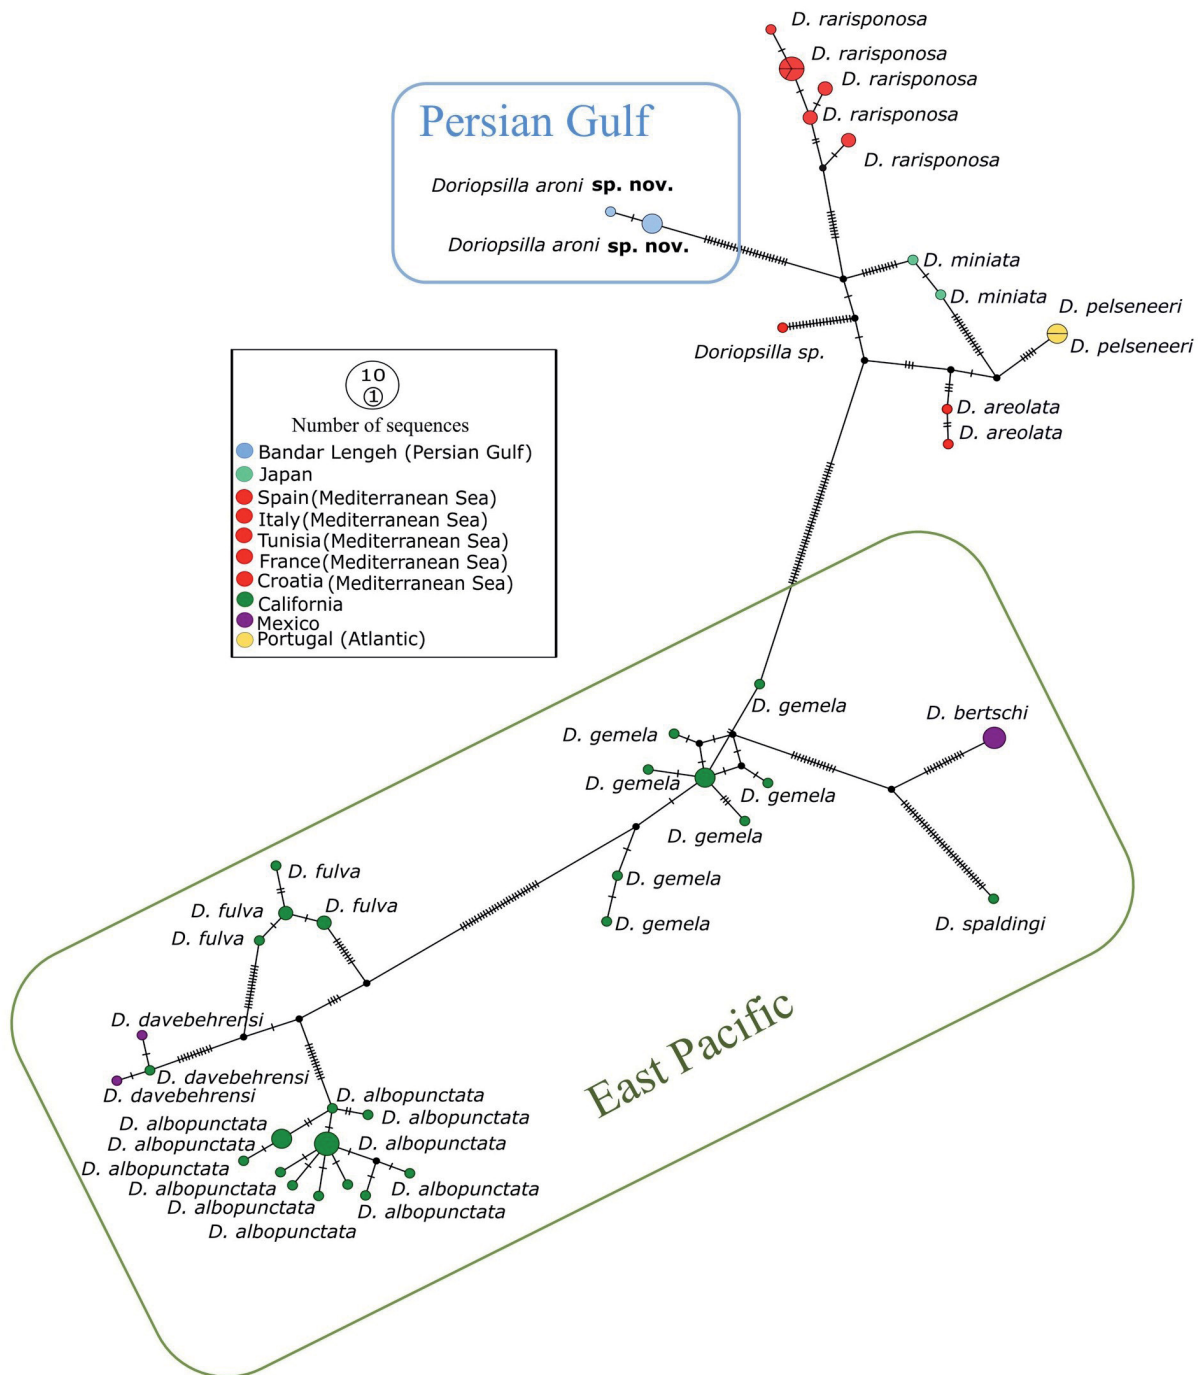 D. rarisponosa
D. rarisponosa
D. rarisponosa
D. rarisponosa
D. rarisponosa
Persian Gulf
Doriopsilla aroni sp. nov.
Doriopsilla aroni sp. nov.
D. miniata
D. miniata
D. pelseneeri
D. pelseneeri
Doriopsilla sp.
D. areolata
D. areolata
10
1
Number of sequences
Bandar Lengeh (Persian Gulf)
Japan
Spain (Mediterranean Sea)
Italy (Mediterranean Sea)
Tunisia (Mediterranean Sea)
France (Mediterranean Sea)
Croatia (Mediterranean Sea)
California
Mexico
Portugal (Atlantic)
D. gemela
D. bertschi
D. gemela
D. gemela
D. gemela
D. gemela
D. gemela
D. gemela
D. spaldingi
D. fulva
D. fulva
D. fulva
D. fulva
East Pacific
D. davebehrensi
D. davebehrensi
D. davebehrensi
D. albopunctata
D. albopunctata
D. albopunctata
D. albopunctata
D. albopunctata
D. albopunctata
D. albopunctata
D. albopunctata
D. albopunctata
D. albopunctata
D. albopunctata